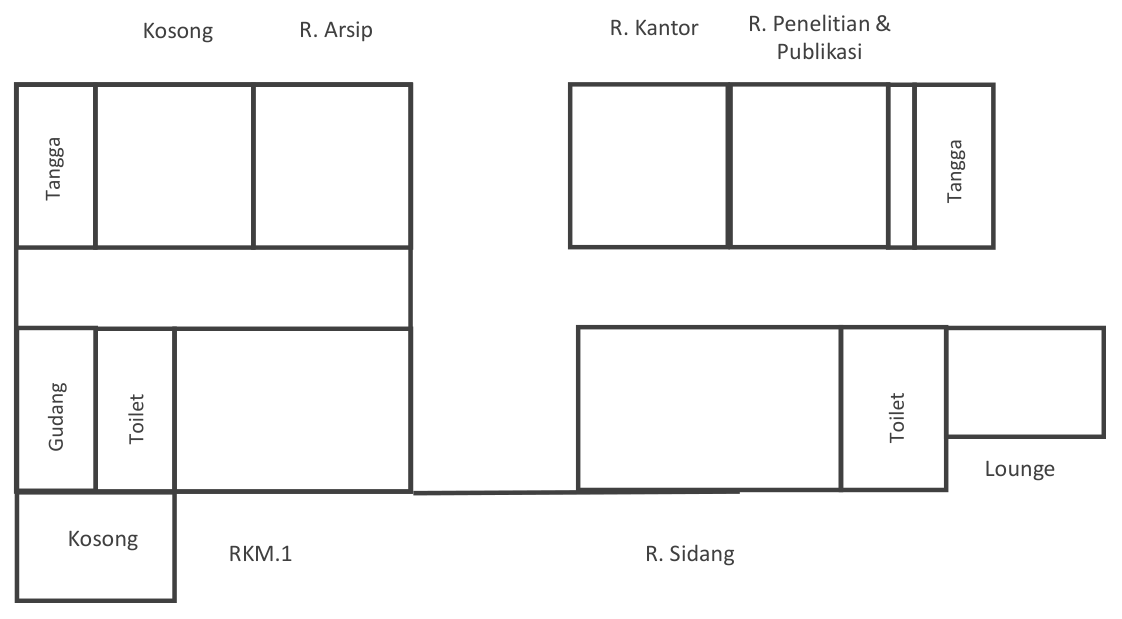 Kosong
R. Arsip
R. Kantor
R. Penelitian &
Publikasi
Tangga
Tangga
Gudang
Toilet
Toilet
Lounge
Kosong
RKM.1
R. Sidang